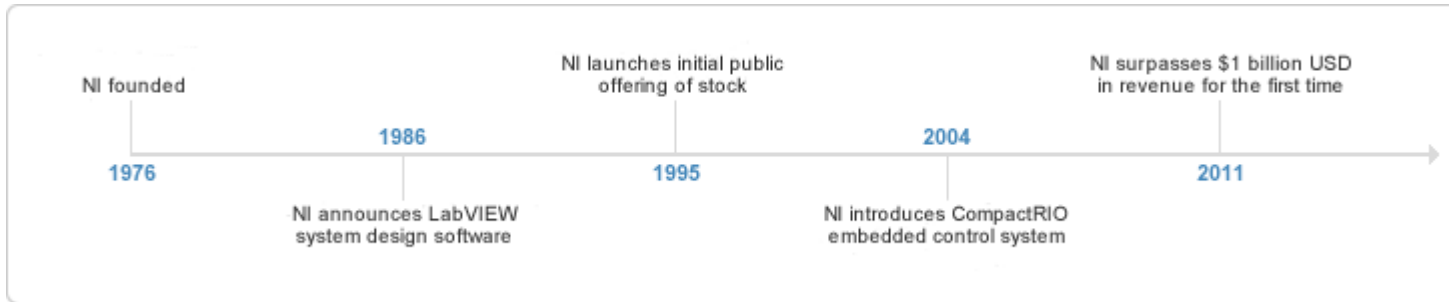 NI founded
1976
1986
NI announces LabVIEW
system design software
NI launches initial public
offering of stock
1995
2004
NI introduces CompactRIO
embedded control system
NI surpasses $1 billion USD
in revenue for the first time
2011